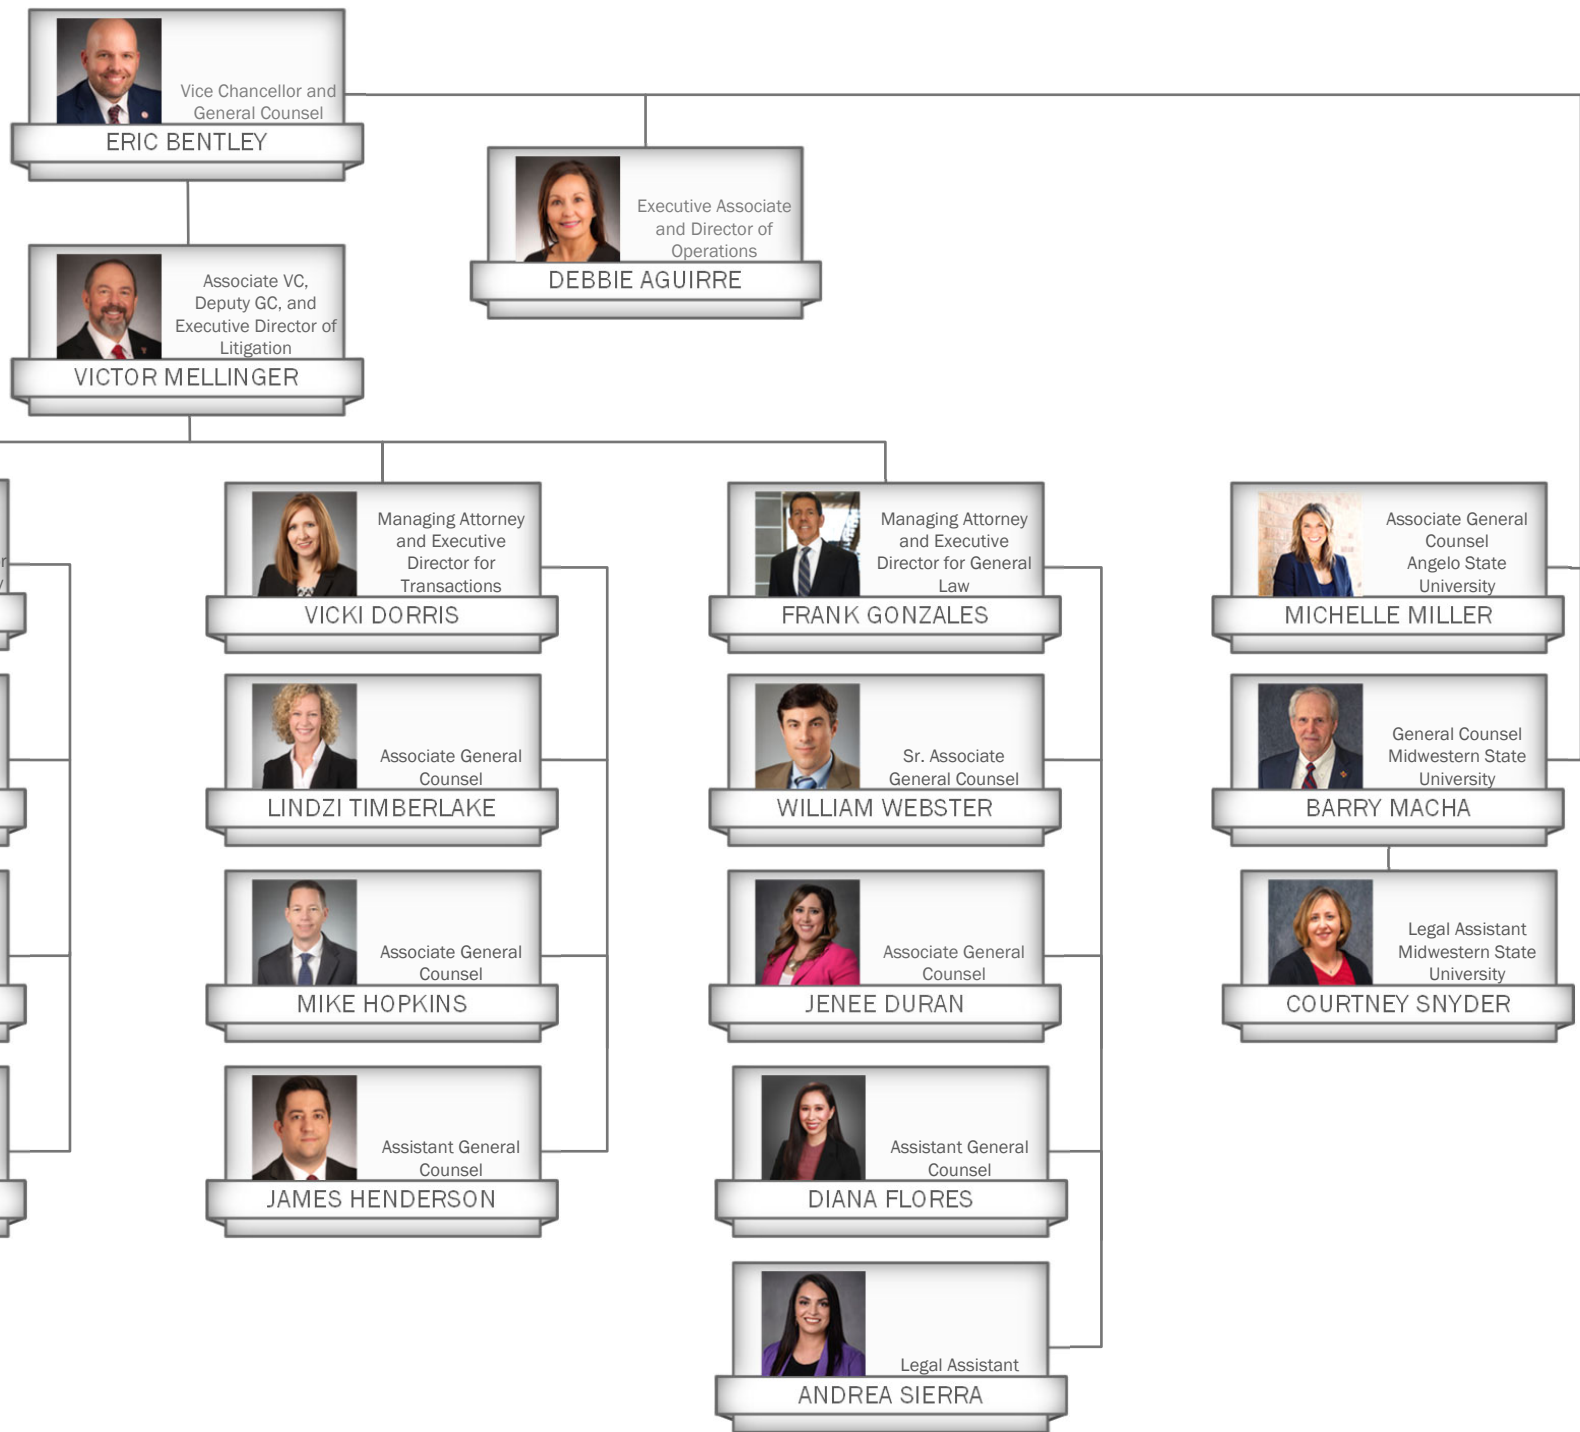 Vice Chancellor and
General Counsel
ERIC BENTLEY
Executive Associate
and Director of
Operations
DEBBIE AGUIRRE
Associate VC,
Deputy GC, and
Executive Director of
Litigation
VICTOR MELLINGER
Managing Attorney
and Executive
Director for
Transactions
VICKI DORRIS
Associate General
Counsel
LINDZI TIMBERLAKE
Associate General
Counsel
MIKE HOPKINS
Assistant General
Counsel
JAMES HENDERSON
Managing Attorney
and Executive
Director for General
Law
FRANK GONZALES
Sr. Associate
General Counsel
WILLIAM WEBSTER
Associate General
Counsel
JENEE DURAN
Assistant General
Counsel
DIANA FLORES
Legal Assistant
ANDREA SIERRA
Associate General
Counsel
Angelo State
University
MICHELLE MILLER
General Counsel
Midwestern State
University
BARRY MACHA
Legal Assistant
Midwestern State
University
COURTNEY SNYDER